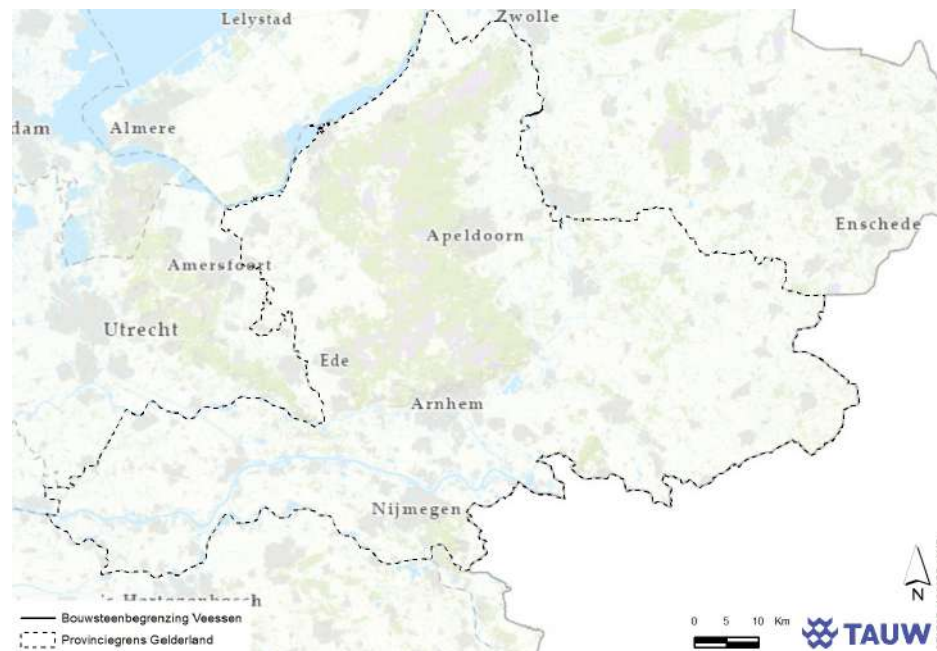 Lelystad
Zwolle
dam
Almere
Enschede
Apeldoorn
Amersfoort
Utrecht
Ede
Arnhem
Nijmegen
's Hertogenbosch
Bouwsteenbegrenzing Veessen
Provinciegrens Gelderland
0 5 10 Km
N
TAUW